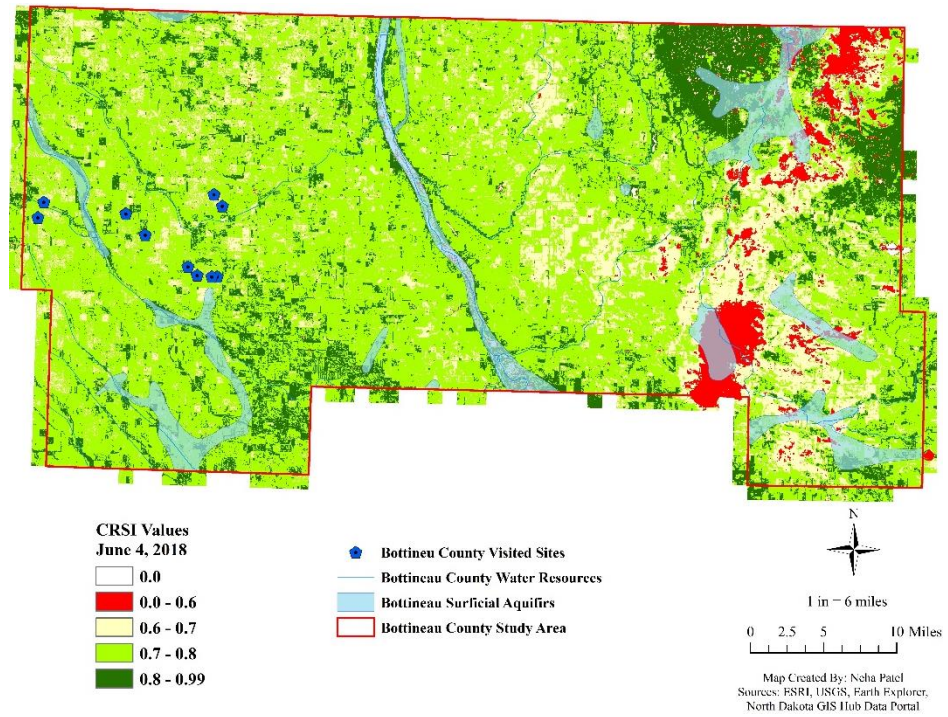 CRSI Values
June 4, 2018
0.0
0.0 - 0.6
0.6 - 0.7
0.7 - 0.8
0.8 - 0.99
Bottineu County Visited Sites
Bottineau County Water Resources
Bottineau Surficial Aquifirs
Bottineau County Study Area
N
1 in = 6 miles
0 2.5 5 10 Miles
Map Created By: Neha Patel
Sources: ESRI, USGS, Earth Explorer,
North Dakota GIS Hub Data Portal